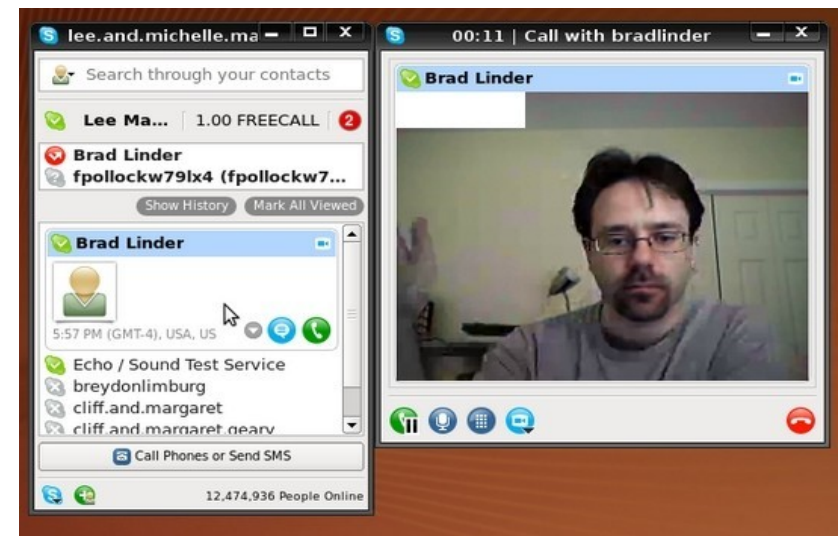 lee.and.michelle.ma
Search through your contacts
Lee Ma... 1.00 FREECALL 2
Brad Linder
fpollockw79lx4 (fpollockw7...
Show History Mark All Viewed
Brad Linder
5:57 PM (GMT-4), USA, US
Echo / Sound Test Service
breydonlimburg
cliff.and.margaret
cliff.and.margaret.geary
Call Phones or Send SMS
12,474,936 People Online
00:11 | Call with bradlinder
Brad Linder